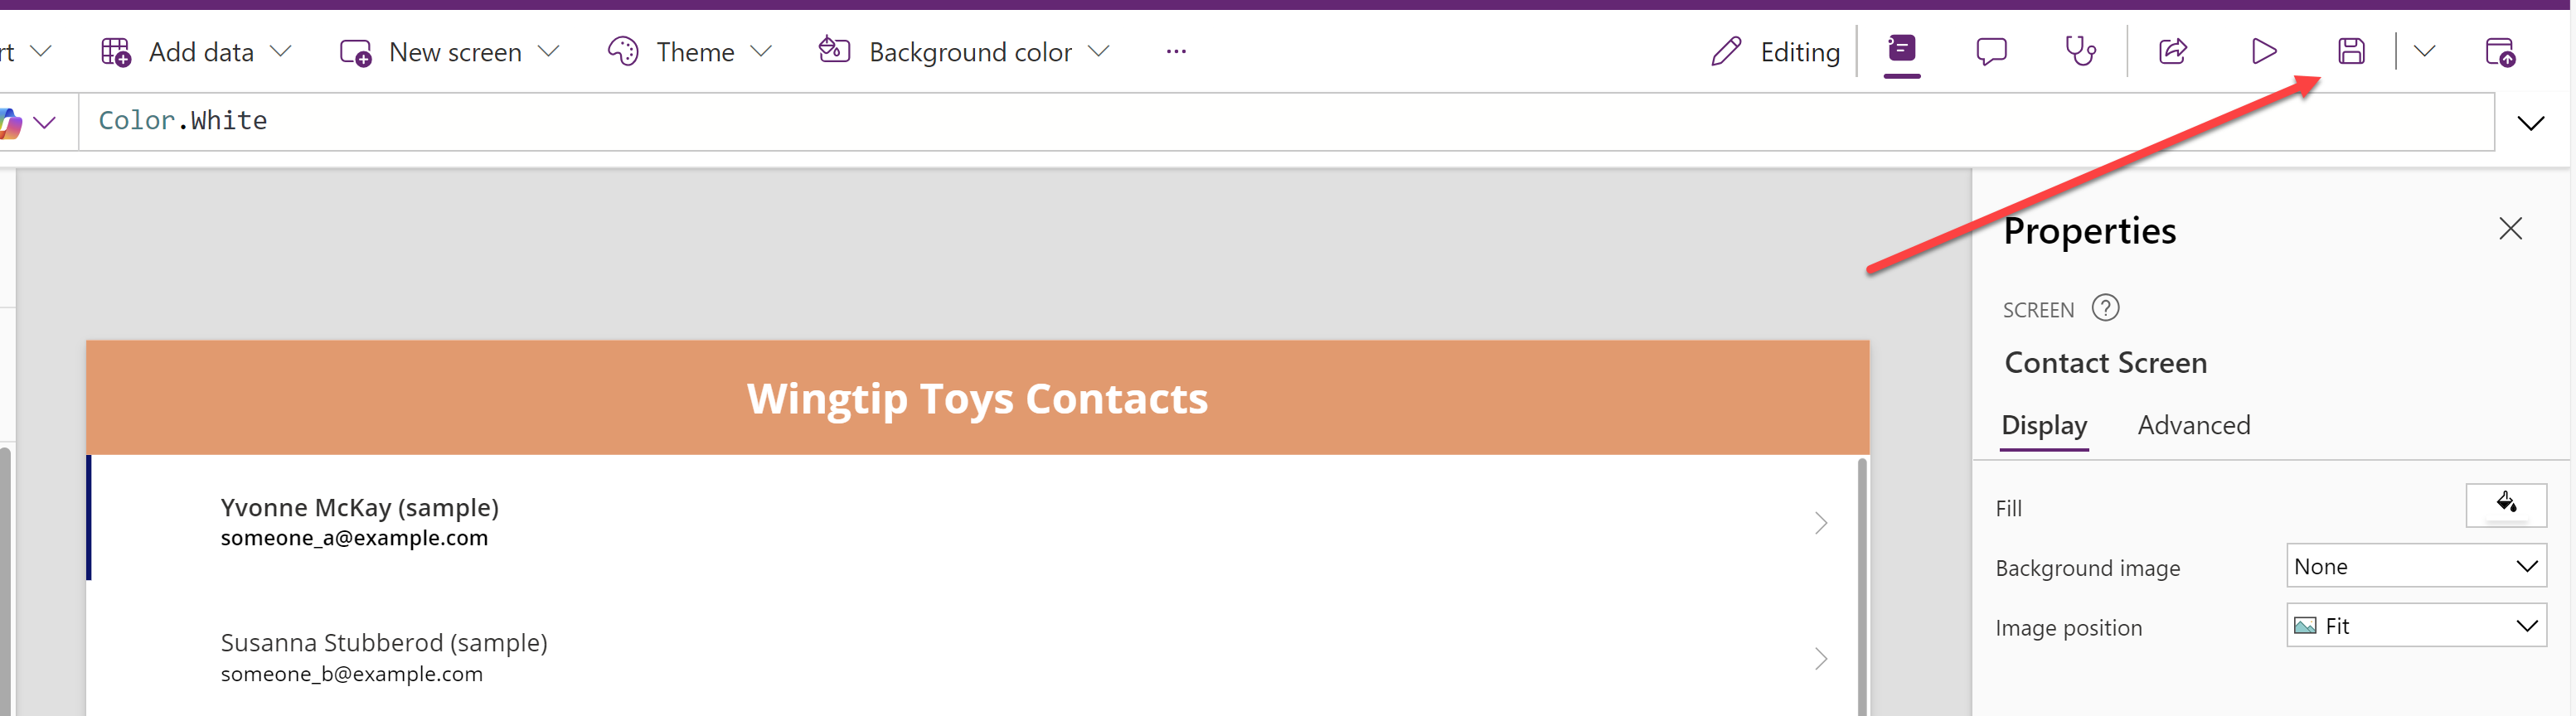 rt
Add data
New screen
Theme
Background color
...
Editing
Color.White
Properties
SCREEN ?
Contact Screen
Display
Advanced
Fill
Background image
None
Image position
Fit
Wingtip Toys Contacts
Yvonne McKay (sample)
someone_a@example.com
Susanna Stubberod (sample)
someone_b@example.com